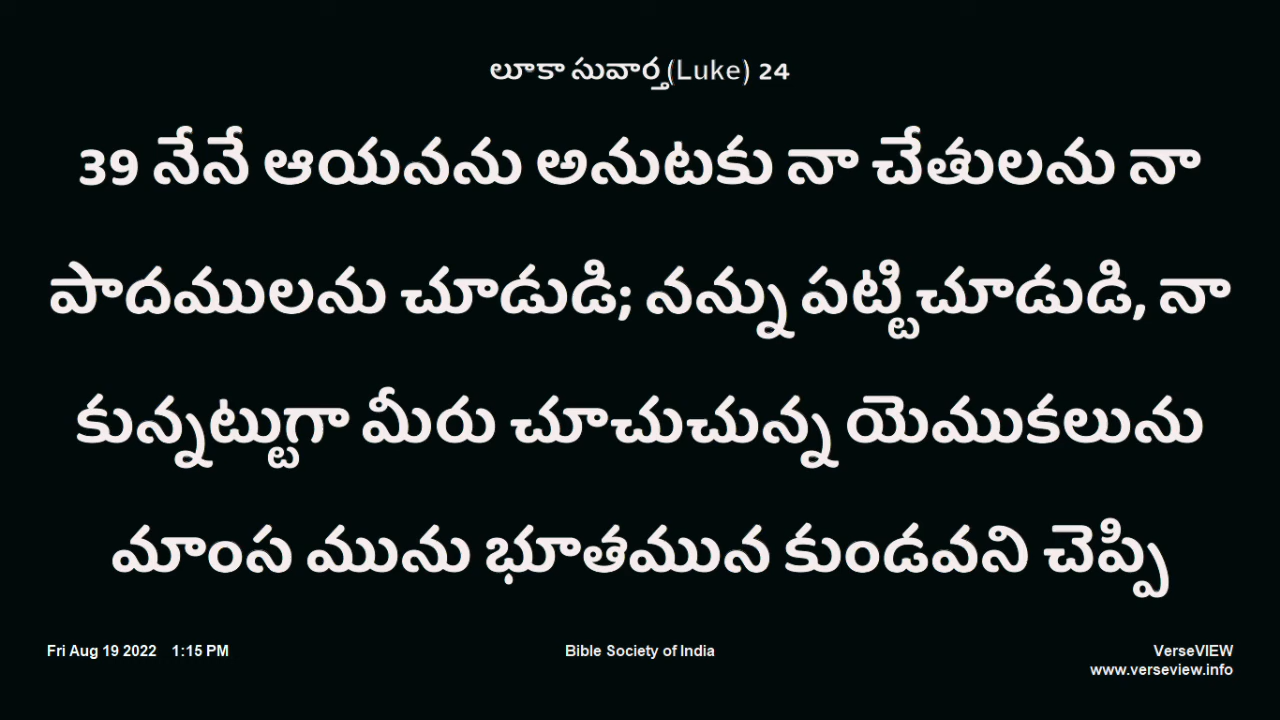 లూకా సువార్త(Luke) 24
39 నేనే ఆయనను అనుటకు నా చేతులను నా
పాదములను చూడుడి; నన్ను పట్టిచూడుడి, నా
కున్నట్టుగా మీరు చూచుచున్న యెముకలును
మాంస మును భూతమున కుండవని చెప్పి
Fri Aug 19 2022 1:15 PM
Bible Society of India
VerseVIEW
www.verseview.info